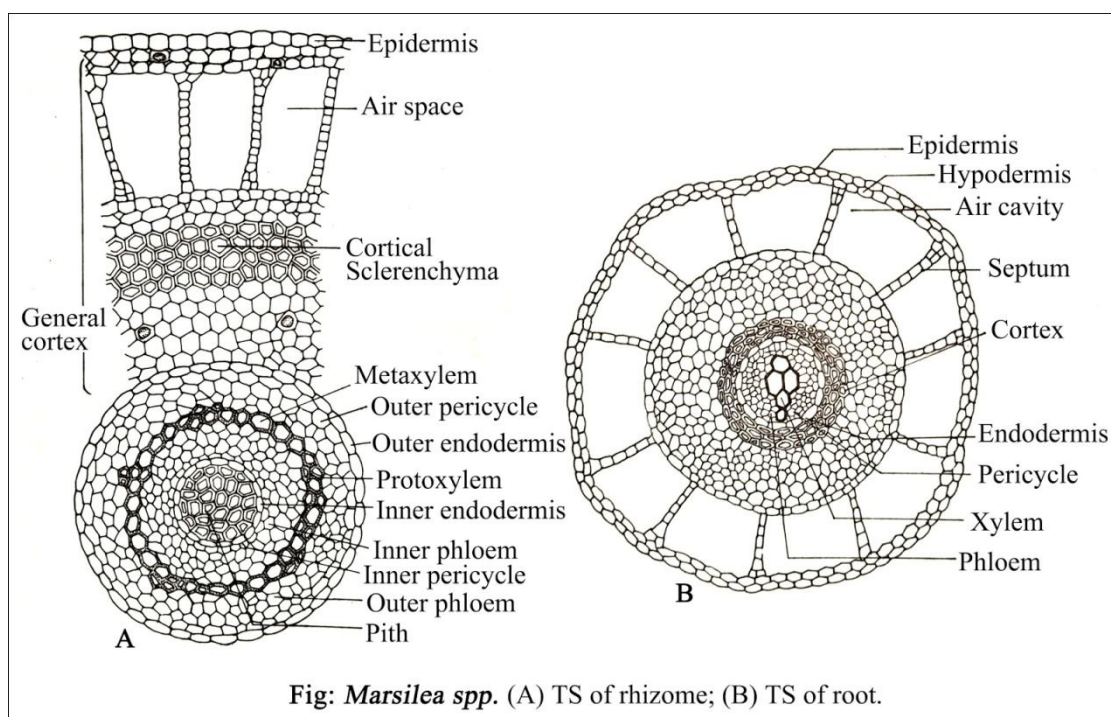 Epidermis
Air space
Cortical
Sclerenchyma
General
cortex
Metaxylem
Outer pericycle
Outer endodermis
Protoxylem
Inner endodermis
Inner phloem
Inner pericycle
Outer phloem
Pith
A
Epidermis
Hypodermis
Air cavity
Septum
Cortex
Endodermis
Pericycle
Xylem
Phloem
B
Fig: Marsilea spp. (A) TS of rhizome; (B) TS of root.